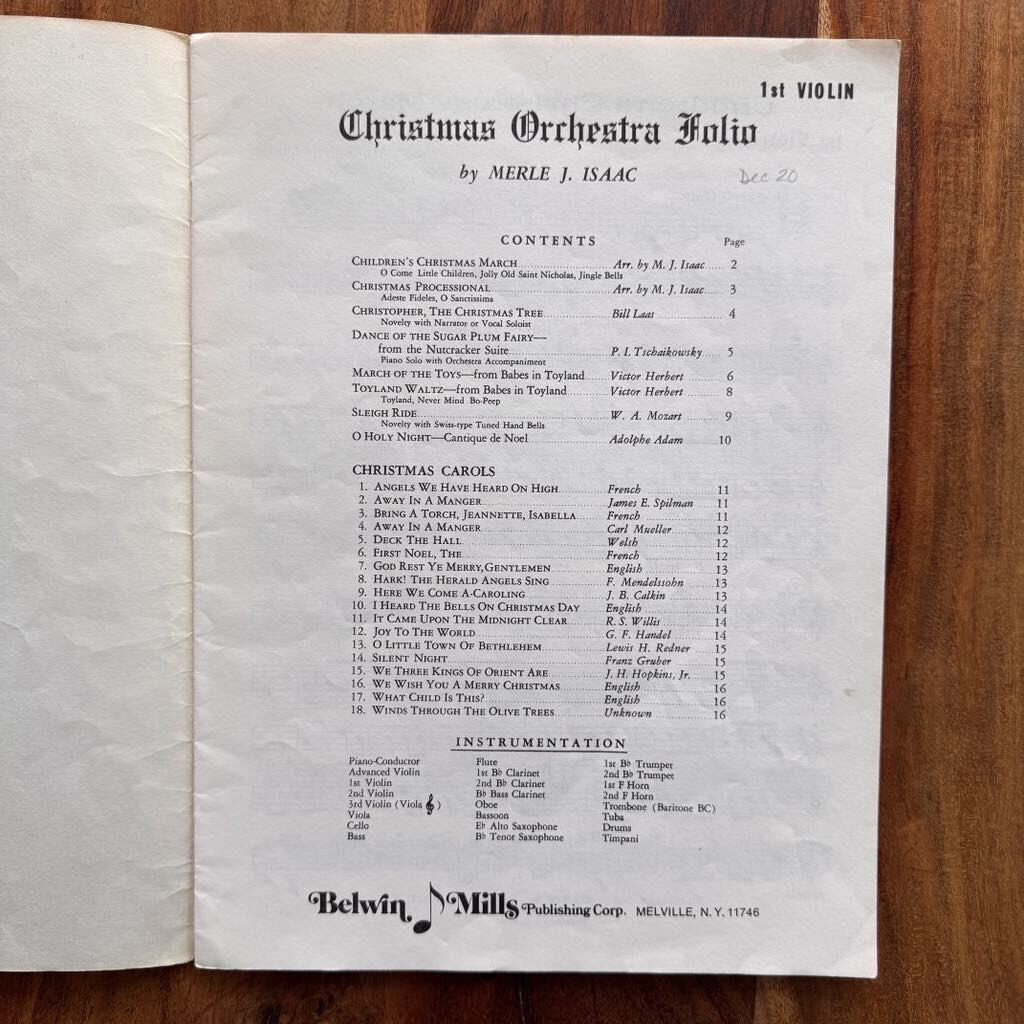 1st VIOLIN
Christmas Orchestra Folio
by MERLE J. ISAAC
Dec 20
CONTENTS Page
CHILDREN'S CHRISTMAS MARCH Arr. by M. J. Isaac 2
O Come Little Children, Jolly Old Saint Nicholas, Jingle Bells
CHRISTMAS PROCESSIONAL Arr. by M. J. Isaac 3
Adeste Fideles, O Sanctissima
CHRISTOPHER, THE CHRISTMAS TREE Bill Laas 4
Novelty with Narrator or Vocal Soloist
DANCE OF THE SUGAR PLUM FAIRY—
from the Nutcracker Suite P. I. Tschaikowsky 5
Piano Solo with Orchestra Accompaniment
MARCH OF THE TOYS—from Babes in Toyland Victor Herbert 6
TOYLAND WALTZ—from Babes in Toyland Victor Herbert 8
Toyland, Never Mind Bo-Peep
SLEIGH RIDE W. A. Mozart 9
Novelty with Swiss-type Tuned Hand Bells
O HOLY NIGHT—Cantique de Noel Adolphe Adam 10
CHRISTMAS CAROLS
1. ANGELS WE HAVE HEARD ON HIGH French 11
2. AWAY IN A MANGER James E. Spilman 11
3. BRING A TORCH, JEANNETTE, ISABELLA French 11
4. AWAY IN A MANGER Carl Mueller 12
5. DECK THE HALL Welsh 12
6. FIRST NOEL, THE French 12
7. GOD REST YE MERRY, GENTLEMEN English 13
8. HARK! THE HERALD ANGELS SING F. Mendelssohn 13
9. HERE WE COME A-CAROLING J. B. Calkin 13
10. I HEARD THE BELLS ON CHRISTMAS DAY English 14
11. IT CAME UPON THE MIDNIGHT CLEAR R. S. Willis 14
12. JOY TO THE WORLD G. F. Handel 14
13. O LITTLE TOWN OF BETHLEHEM Lewis H. Redner 15
14. SILENT NIGHT Franz Gruber 15
15. WE THREE KINGS OF ORIENT ARE J. H. Hopkins, Jr. 15
16. WE WISH YOU A MERRY CHRISTMAS English 16
17. WHAT CHILD IS THIS? English 16
18. WINDS THROUGH THE OLIVE TREES Unknown 16
INSTRUMENTATION
Piano-Conductor Flute 1st B♭ Trumpet
Advanced Violin 1st B♭ Clarinet 2nd B♭ Trumpet
1st Violin 2nd B♭ Clarinet 1st F Horn
2nd Violin B♭ Bass Clarinet 2nd F Horn
3rd Violin (Viola 𝄞) Oboe Trombone (Baritone BC)
Viola Bassoon Tuba
Cello E♭ Alto Saxophone Drums
Bass B♭ Tenor Saxophone Timpani
Belwin Mills Publishing Corp. MELVILLE, N. Y. 11746